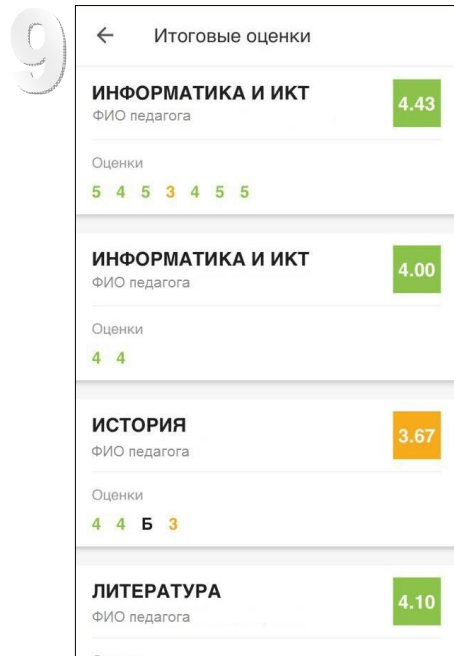 9
← Итоговые оценки
ИНФОРМАТИКА И ИКТ
4.43
ФИО педагога
Оценки
5 4 5 3 4 5 5
ИНФОРМАТИКА И ИКТ
4.00
ФИО педагога
Оценки
4 4
ИСТОРИЯ
3.67
ФИО педагога
Оценки
4 4 Б 3
ЛИТЕРАТУРА
4.10
ФИО педагога